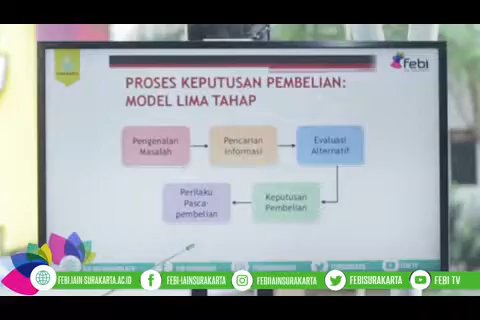 febi
PROSES KEPUTUSAN PEMBELIAN:
MODEL LIMA TAHAP
Pengenalan
Masalah
Pencarian
Informasi
Evaluasi
Alternatif
Perilaku
Pasca-
pembelian
Keputusan
Pembelian
FEBI.IAIN-SURAKARTA.AC.ID
FEBI-IAINSURAKARTA
FEBIIAINSURAKARTA
FEBISURAKARTA
FEBI TV